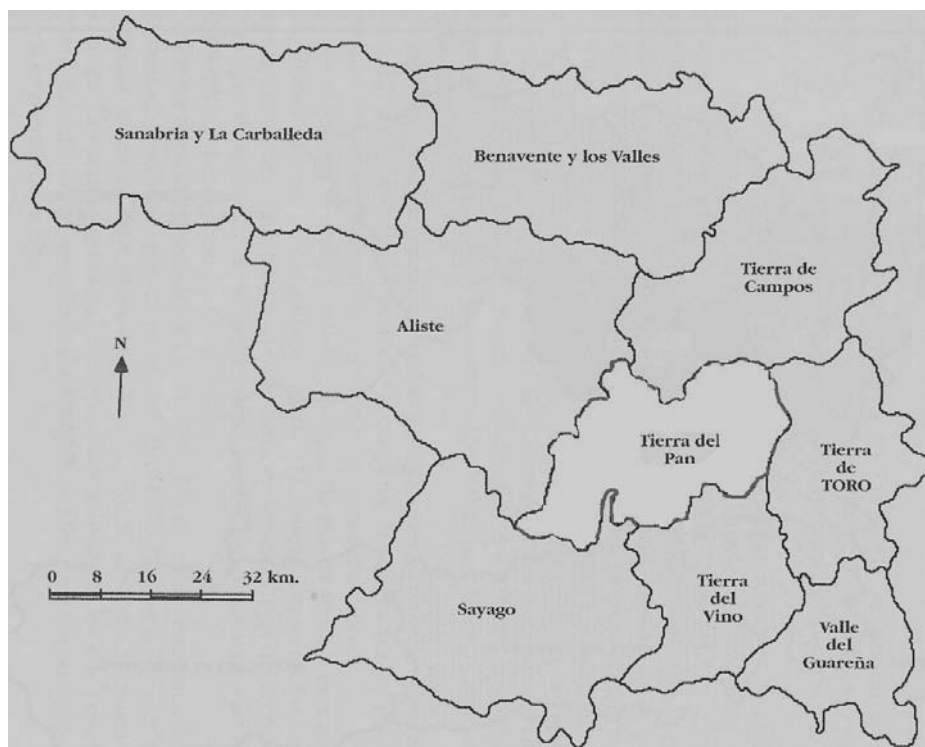 Sanabria y La Carballeda
Benavente y los Valles
Tierra de
Campos
Aliste
N
Tierra del
Pan
Tierra
de
TORO
0 8 16 24 32 km.
Sayago
Tierra
del
Vino
Valle
del
Guareña